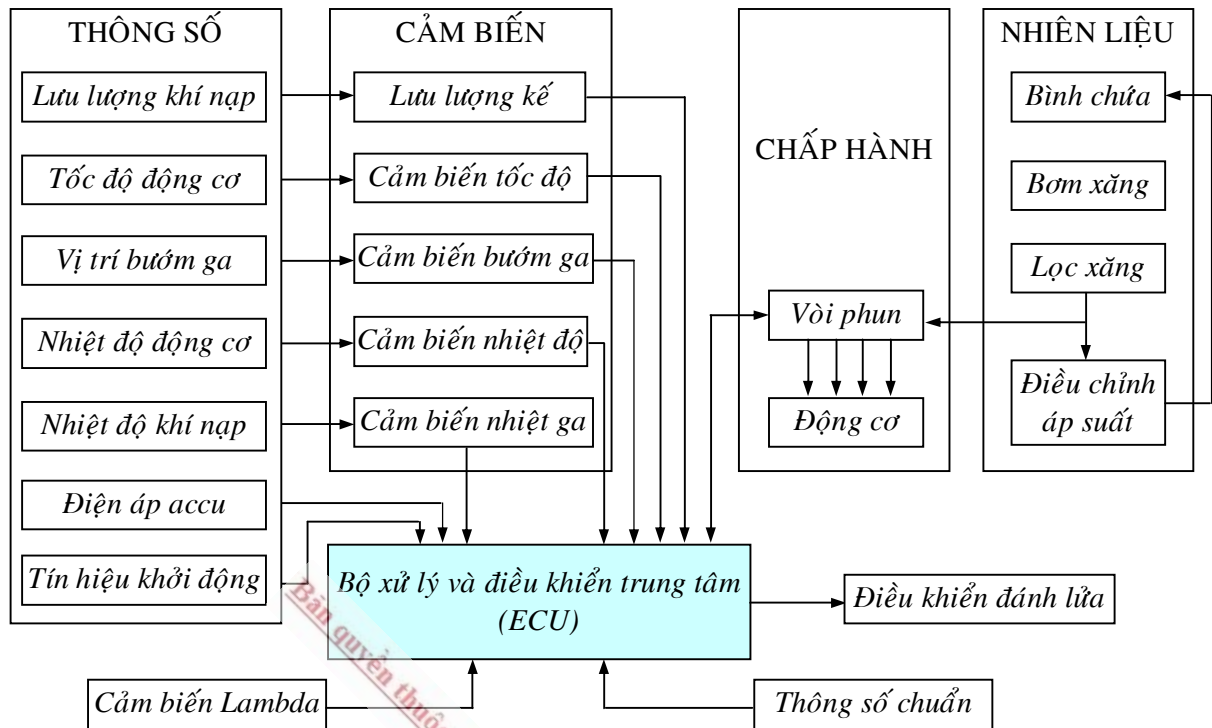 THÔNG SỐ
Lưu lượng khí nạp
Tốc độ động cơ
Vị trí bướm ga
Nhiệt độ động cơ
Nhiệt độ khí nạp
Điện áp accu
Tín hiệu khởi động
CẢM BIẾN
Lưu lượng kế
Cảm biến tốc độ
Cảm biến bướm ga
Cảm biến nhiệt độ
Cảm biến nhiệt ga
CHẤP HÀNH
Vòi phun
Động cơ
NHIÊN LIỆU
Bình chứa
Bơm xăng
Lọc xăng
Điều chỉnh
áp suất
Bộ xử lý và điều khiển trung tâm
(ECU)
Điều khiển đánh lửa
Cảm biến Lambda
Thông số chuẩn
Bản quyền thuộc